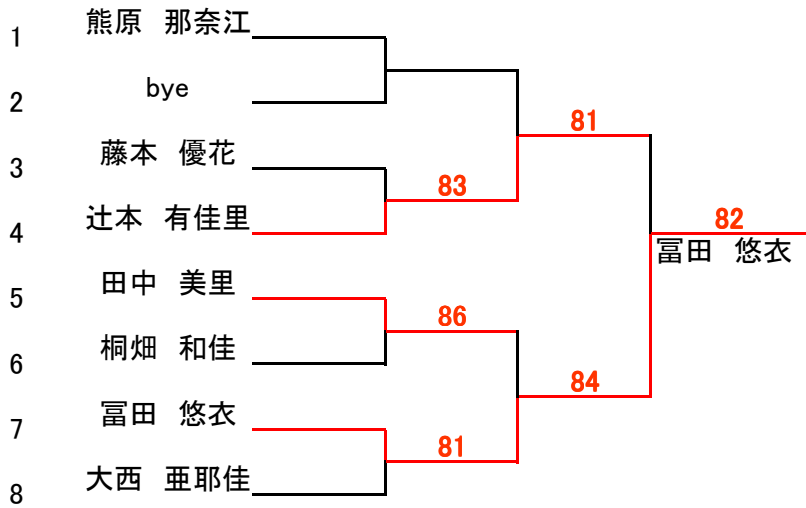 1 熊原 那奈江
2 bye
3 藤本 優花
4 辻本 有佳里
5 田中 美里
6 桐畑 和佳
7 冨田 悠衣
8 大西 亜耶佳
83
86
81
81
84
82
冨田 悠衣